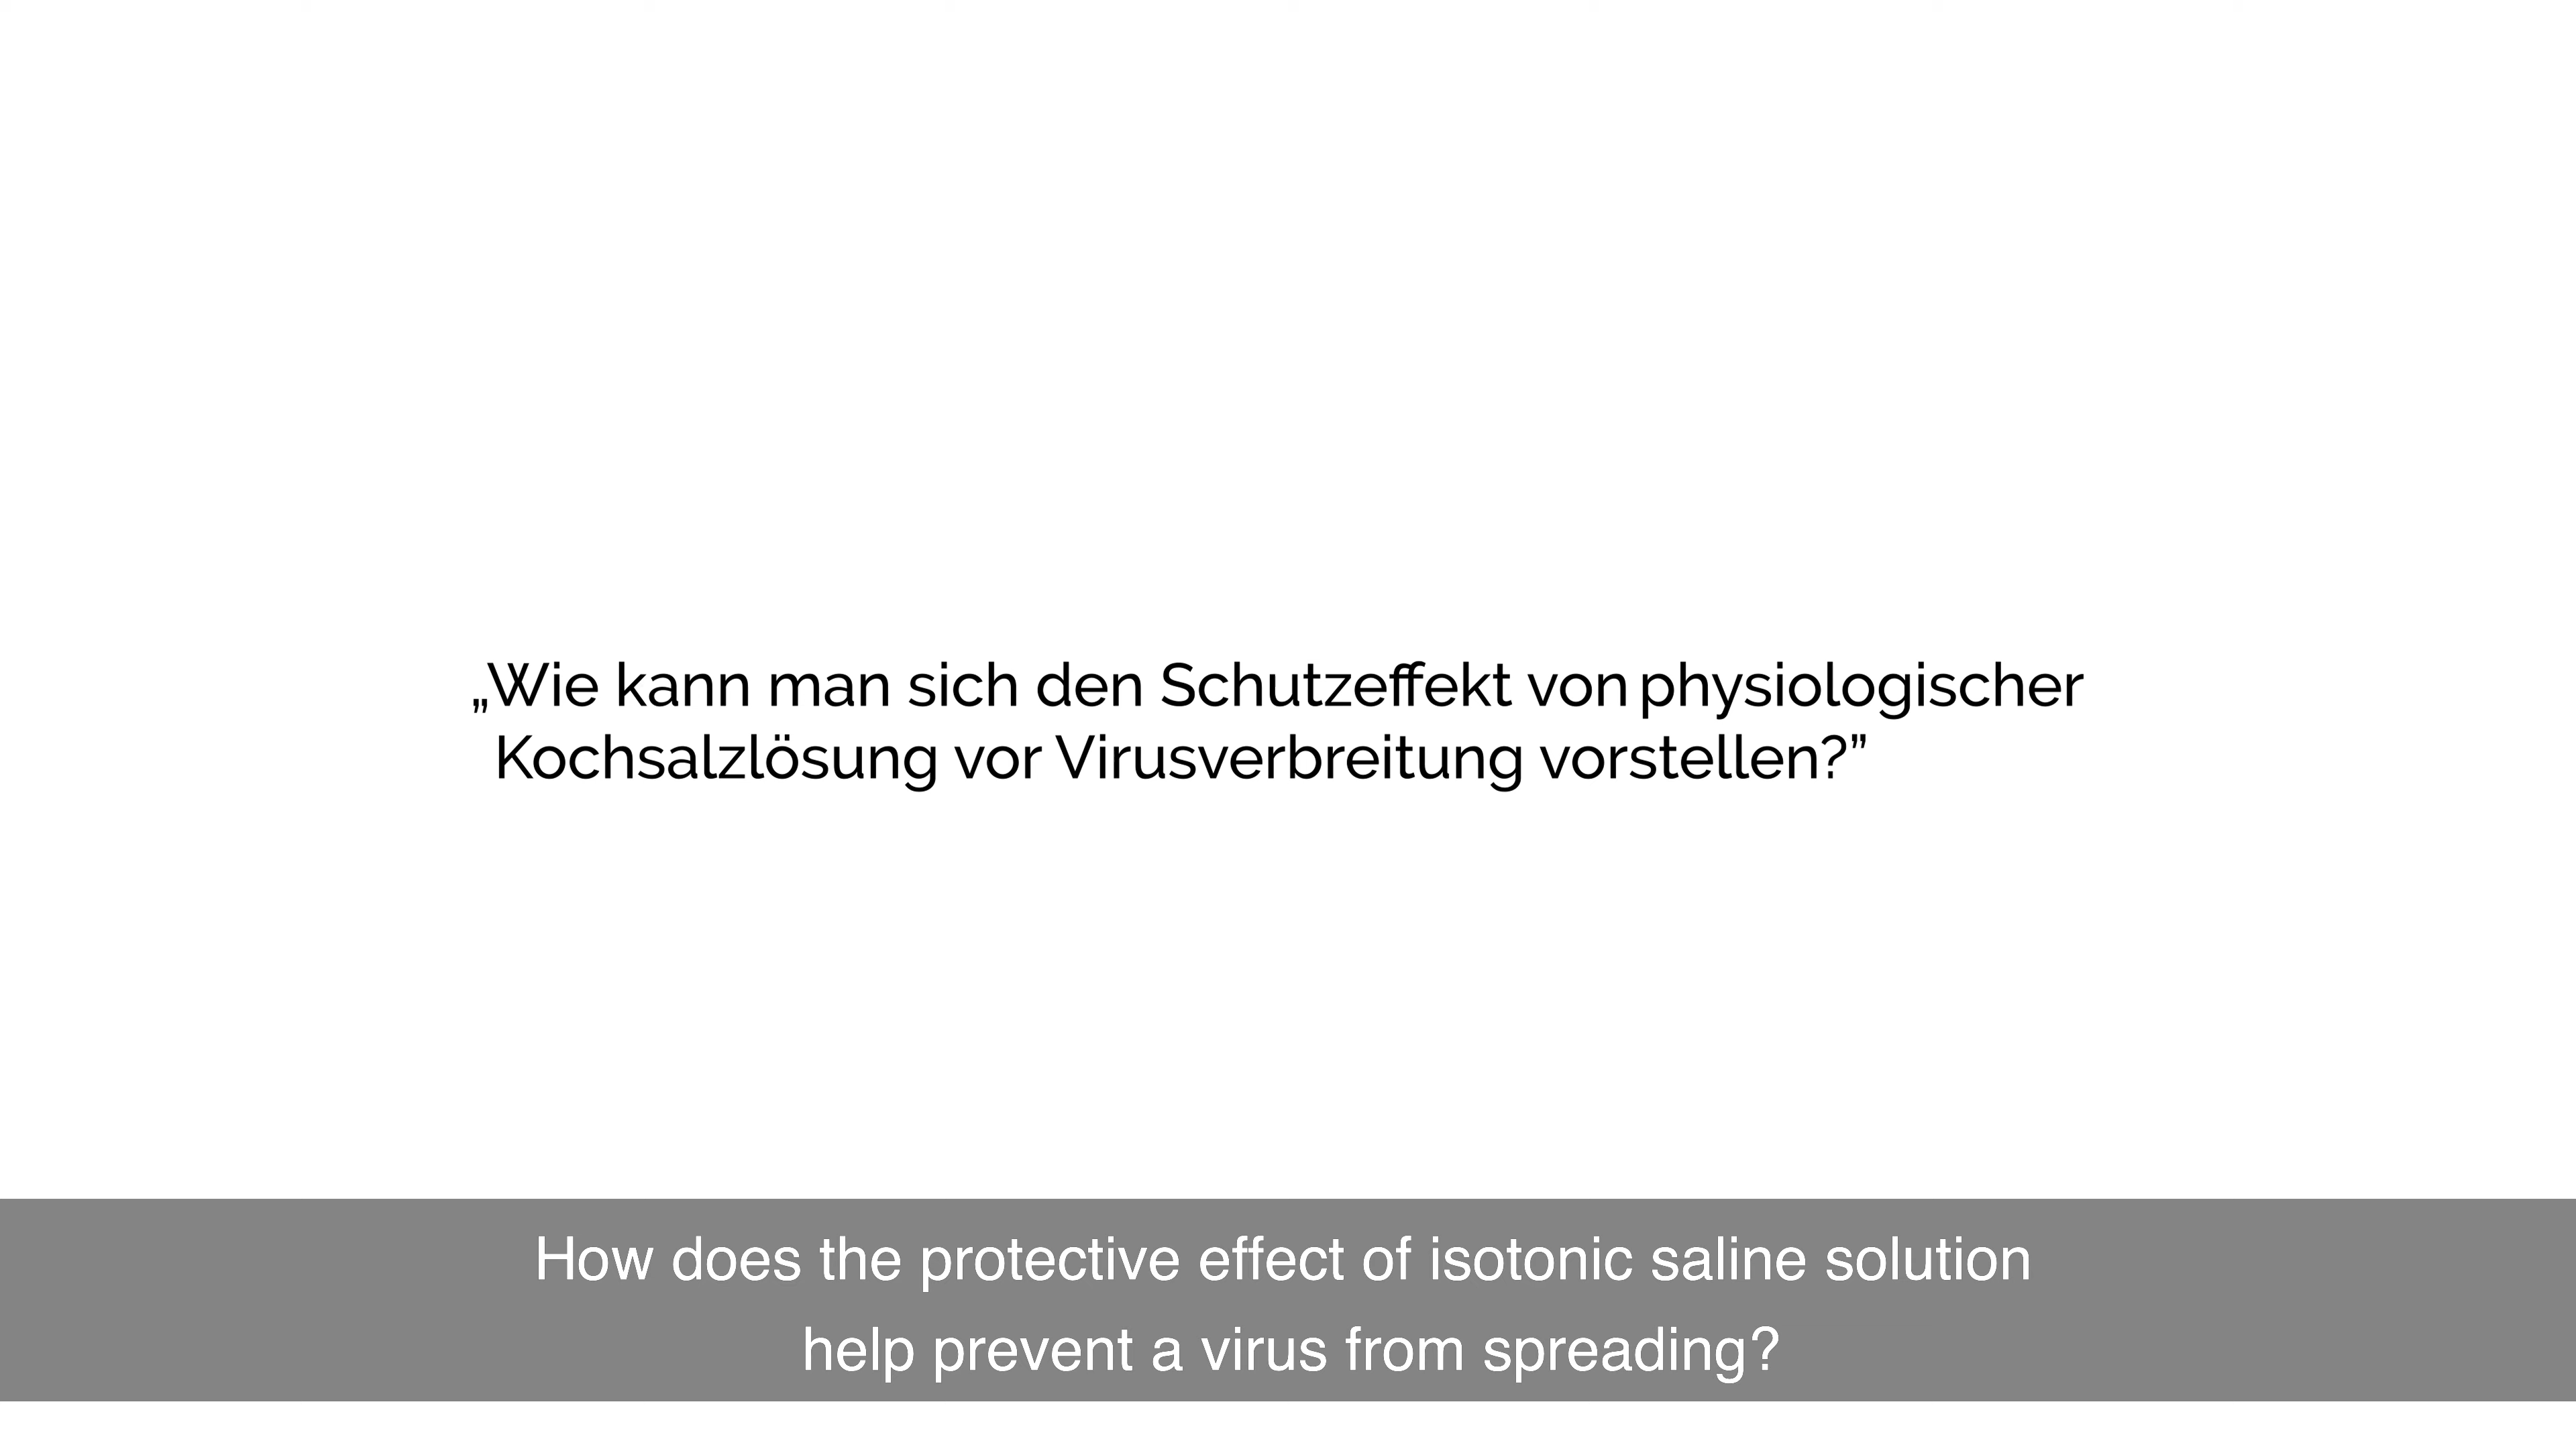 „Wie kann man sich den Schutzeffekt von physiologischer
Kochsalzlösung vor Virusverbreitung vorstellen?”
How does the protective effect of isotonic saline solution
help prevent a virus from spreading?